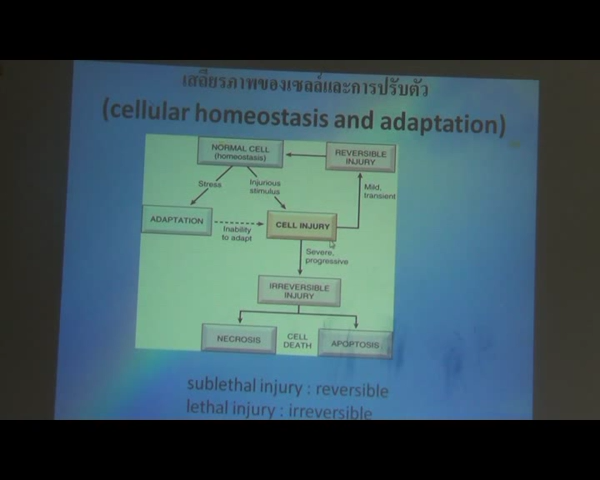 เสถียรภาพของเซลล์และการปรับตัว
(cellular homeostasis and adaptation)
NORMAL CELL
(homeostasis)
REVERSIBLE
INJURY
Stress
Injurious
stimulus
Mild,
transient
ADAPTATION
Inability
to adapt
CELL INJURY
Severe,
progressive
IRREVERSIBLE
INJURY
NECROSIS
CELL
DEATH
APOPTOSIS
sublethal injury : reversible
lethal injury : irreversible